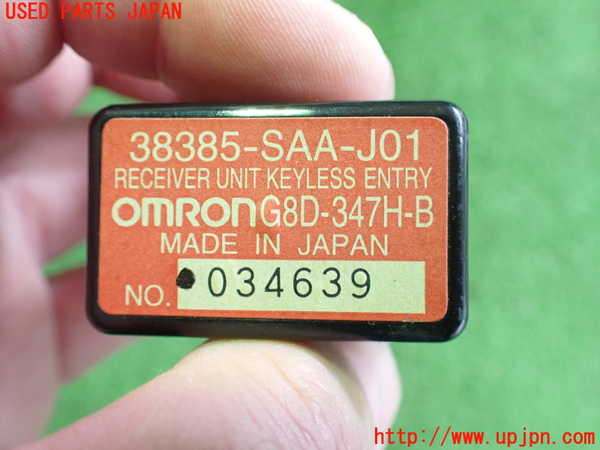 USED PARTS JAPAN
38385-SAA-J01
RECEIVER UNIT KEYLESS ENTRY
OMRON G8D-347H-B
MADE IN JAPAN
NO. 034639
http://www.upjpn.com/